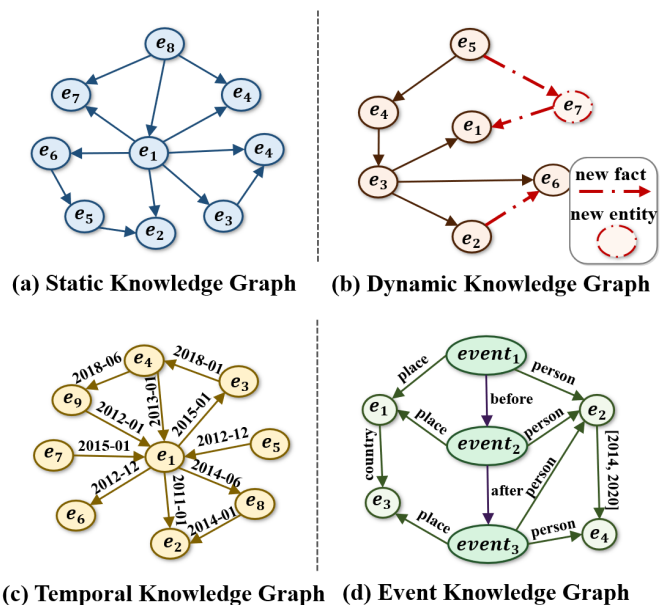 e8
e7
e4
e1
e6
e4
e5
e2
e3
(a) Static Knowledge Graph
e5
e7
e4
e1
e3
e6
e2
new fact
new entity
(b) Dynamic Knowledge Graph
2018-06
e4
2018-01
e9
e3
2013-01
2012-01
2015-01
e7
2015-01
e1
2012-12
e5
2012-12
2014-06
e6
2011-01
e8
2014-01
e2
(c) Temporal Knowledge Graph
event1
place
person
before
e1
e2
place
event2
person
country
[2014, 2020]
after
person
e3
place
event3
person
e4
(d) Event Knowledge Graph